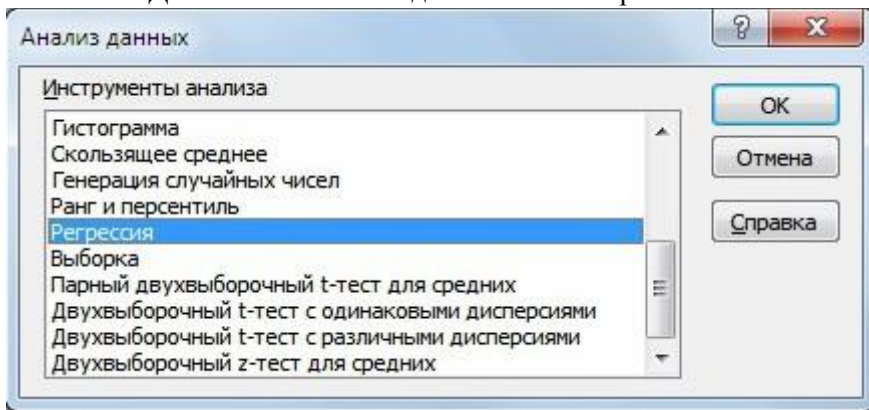 Анализ данных
Инструменты анализа
Гистограмма
Скользящее среднее
Генерация случайных чисел
Ранг и персентиль
Регрессия
Выборка
Парный двухвыборочный t-тест для средних
Двухвыборочный t-тест с одинаковыми дисперсиями
Двухвыборочный t-тест с различными дисперсиями
Двухвыборочный z-тест для средних
OK
Отмена
Справка